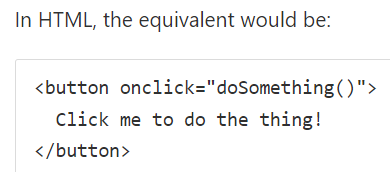 In HTML, the equivalent would be:
<button onclick="doSomething()">
  Click me to do the thing!
</button>